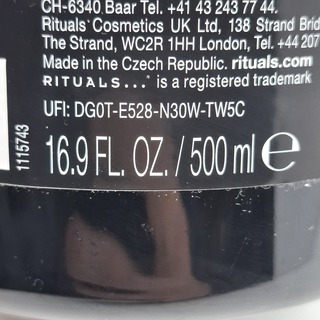 CH-6340 Baar Tel. +41 43 243 77 44.
Rituals Cosmetics UK Ltd, 138 Strand Brid
The Strand, WC2R 1HH London, Tel. +44 207
Made in the Czech Republic. rituals.com
RITUALS...® is a registered trademark
UFI: DG0T-E528-N30W-TW5C
1115743
16.9 FL. OZ. / 500 ml ℮